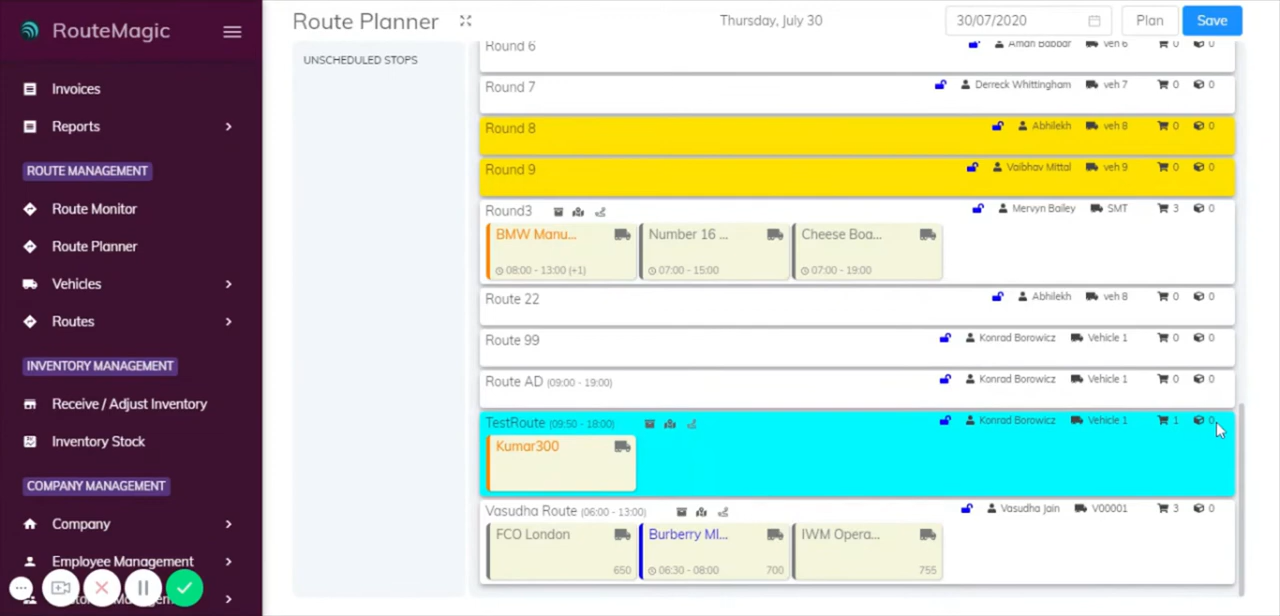 RouteMagic
Invoices
Reports
ROUTE MANAGEMENT
Route Monitor
Route Planner
Vehicles
Routes
INVENTORY MANAGEMENT
Receive / Adjust Inventory
Inventory Stock
COMPANY MANAGEMENT
Company
Employee Management
Route Planner
Thursday, July 30
30/07/2020
Plan
Save
UNSCHEDULED STOPS
Round 6
Aman Babbar veh 6 0 0
Round 7
Derreck Whittingham veh 7 0 0
Round 8
Abhilekh veh 8 0 0
Round 9
Vaibhav Mittal veh 9 0 0
Round3
Mervyn Bailey SMT 3 0
BMW Manu...
08:00 - 13:00 (+1)
Number 16 ...
07:00 - 15:00
Cheese Boa...
07:00 - 19:00
Route 22
Abhilekh veh 8 0 0
Route 99
Konrad Borowicz Vehicle 1 0 0
Route AD (09:00 - 19:00)
Konrad Borowicz Vehicle 1 0 0
TestRoute (09:50 - 18:00)
Konrad Borowicz Vehicle 1 1 0
Kumar300
Vasudha Route (06:00 - 13:00)
Vasudha Jain V00001 3 0
FCO London
650
Burberry MI...
06:30 - 08:00 700
IWM Opera...
755